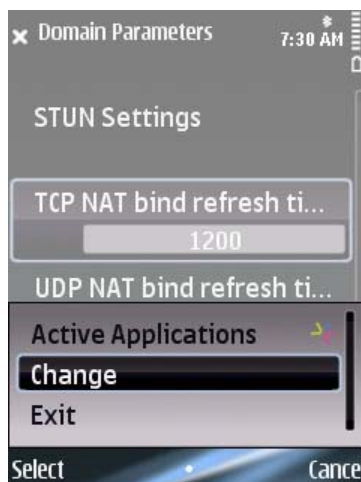 Domain Parameters
7:30 AM
STUN Settings
TCP NAT bind refresh ti...
1200
UDP NAT bind refresh ti...
Active Applications
Change
Exit
Select
Cance